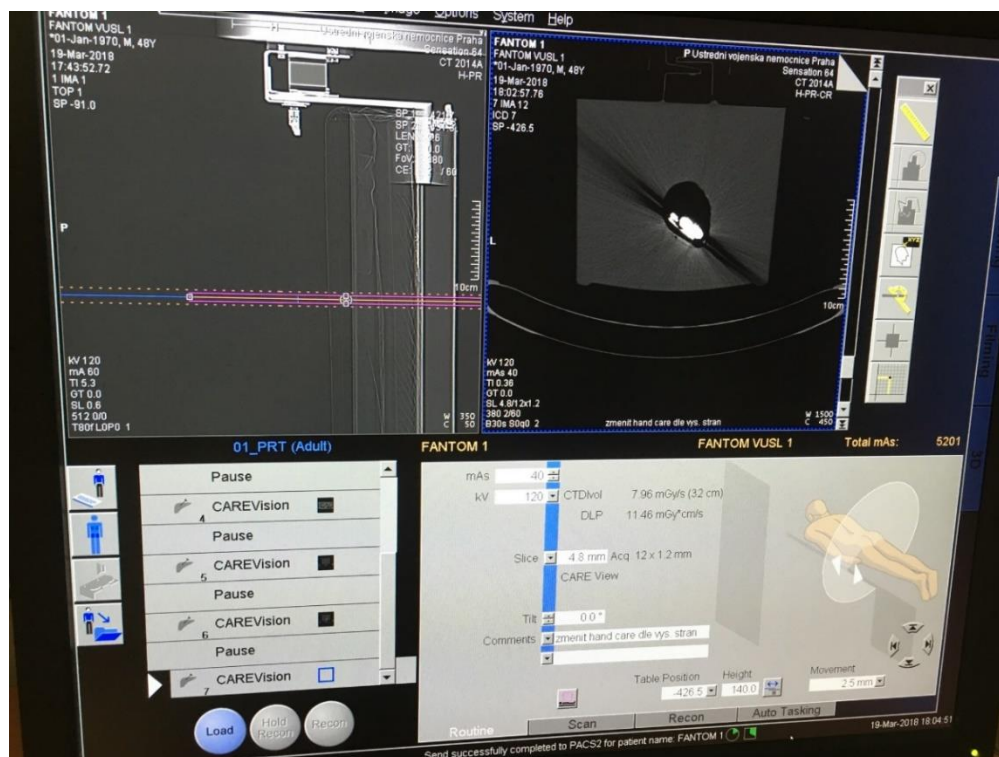 Image Options System Help
FANTOM 1
FANTOM VUSL 1
*01-Jan-1970, M, 48Y
19-Mar-2018
17:43:52.72
1 IMA 1
TOP 1
SP -91.0
H
Ustredni vojenska nemocnice Praha
Sensation 64
CT 2014A
H-PR
P
10cm
kV 120
mA 60
TI 5.3
GT 0.0
SL 0.6
512 0/0
T80f L0P0 1
W 350
C 50
FANTOM 1
FANTOM VUSL 1
*01-Jan-1970, M, 48Y
19-Mar-2018
18:02:57.76
7 IMA 12
ICD 7
SP -426.5
P Ustredni vojenska nemocnice Praha
Sensation 64
CT 2014A
H-PR-CR
L
10cm
kV 120
mAs 40
TI 0.36
GT 0.0
SL 4.8/12x1.2
380 2/60
B30s S0q0 2
zmenit hand care dle vys. stran
W 1500
C 450
XYZ
Filming
3D
01_PRT (Adult)
FANTOM 1
FANTOM VUSL 1
Total mAs: 5201
Pause
4 CAREVision
Pause
5 CAREVision
Pause
6 CAREVision
Pause
7 CAREVision
Load
Hold Recon
Recon
mAs 40
kV 120 CTDIvol 7.96 mGy/s (32 cm)
DLP 11.46 mGy*cm/s
Slice 4.8 mm Acq 12 x 1.2 mm
CARE View
Tilt 0.0 °
Comments zmenit hand care dle vys. stran
Table Position Height Movement
-426.5 140.0 2.5 mm
Routine Scan Recon Auto Tasking
Send successfully completed to PACS2 for patient name: FANTOM 1
19-Mar-2018 18:04:51